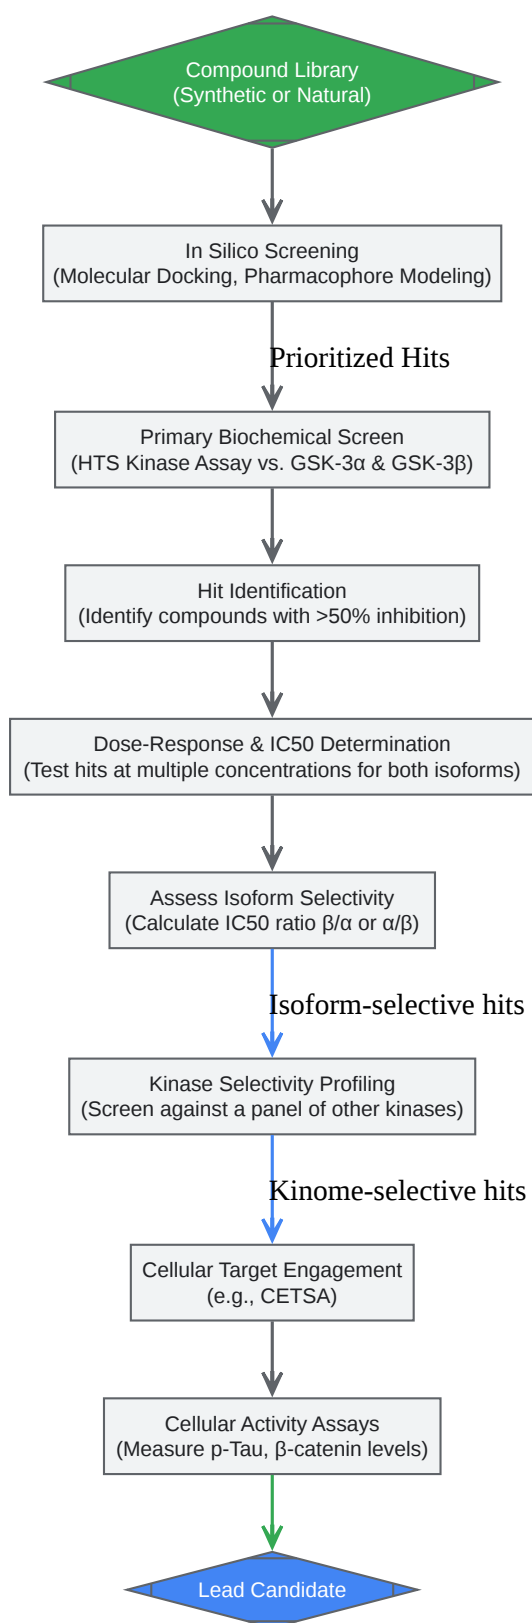 Compound Library
(Synthetic or Natural)
In Silico Screening
(Molecular Docking, Pharmacophore Modeling)
Prioritized Hits
Primary Biochemical Screen
(HTS Kinase Assay vs. GSK-3α & GSK-3β)
Hit Identification
(Identify compounds with >50% inhibition)
Dose-Response & IC50 Determination
(Test hits at multiple concentrations for both isoforms)
Assess Isoform Selectivity
(Calculate IC50 ratio β/α or α/β)
Isoform-selective hits
Kinase Selectivity Profiling
(Screen against a panel of other kinases)
Kinome-selective hits
Cellular Target Engagement
(e.g., CETSA)
Cellular Activity Assays
(Measure p-Tau, β-catenin levels)
Lead Candidate